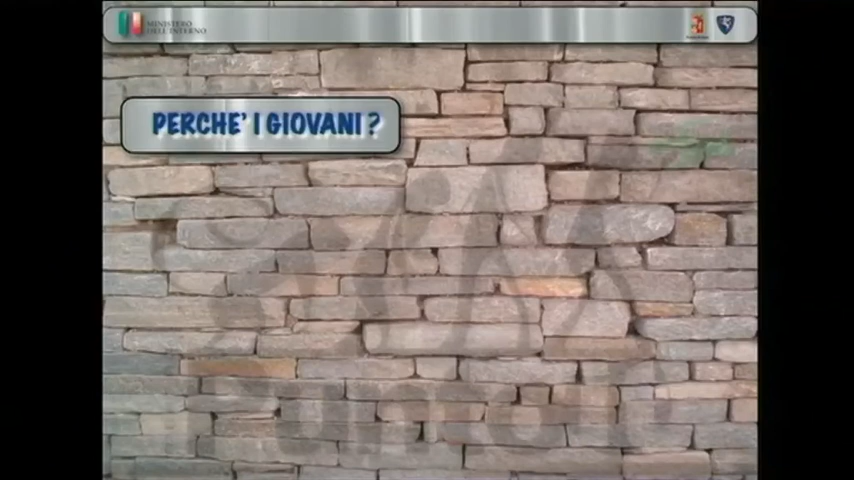 MINISTERO
DELL'INTERNO
PERCHE' I GIOVANI ?